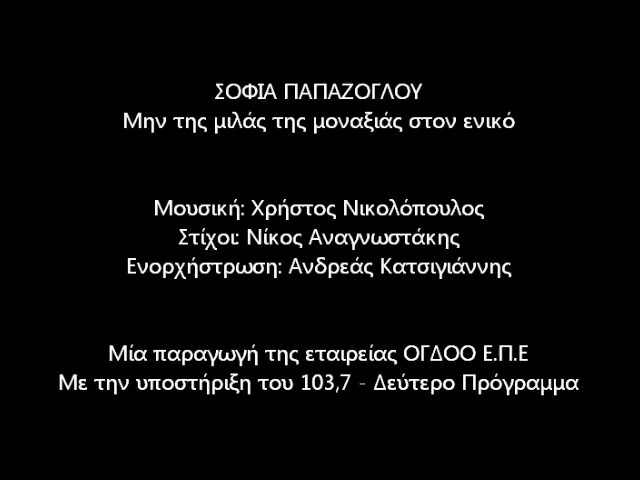 ΣΟΦΙΑ ΠΑΠΑΖΟΓΛΟΥ
Μην της μιλάς της μοναξιάς στον ενικό
Μουσική: Χρήστος Νικολόπουλος
Στίχοι: Νίκος Αναγνωστάκης
Ενορχήστρωση: Ανδρεάς Κατσιγιάννης
Μία παραγωγή της εταιρείας ΟΓΔΟΟ Ε.Π.Ε
Με την υποστήριξη του 103,7 - Δεύτερο Πρόγραμμα